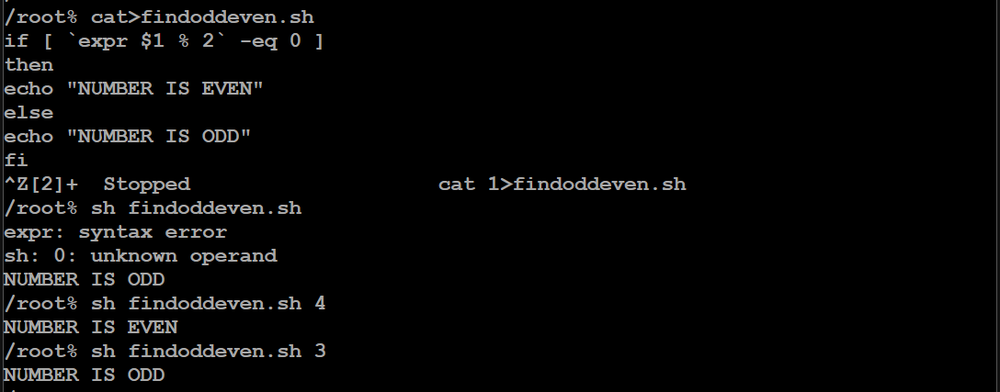 /root% cat>findoddeven.sh
if [ `expr $1 % 2` -eq 0 ]
then
echo "NUMBER IS EVEN"
else
echo "NUMBER IS ODD"
fi
^Z[2]+  Stopped                    cat 1>findoddeven.sh
/root% sh findoddeven.sh
expr: syntax error
sh: 0: unknown operand
NUMBER IS ODD
/root% sh findoddeven.sh 4
NUMBER IS EVEN
/root% sh findoddeven.sh 3
NUMBER IS ODD